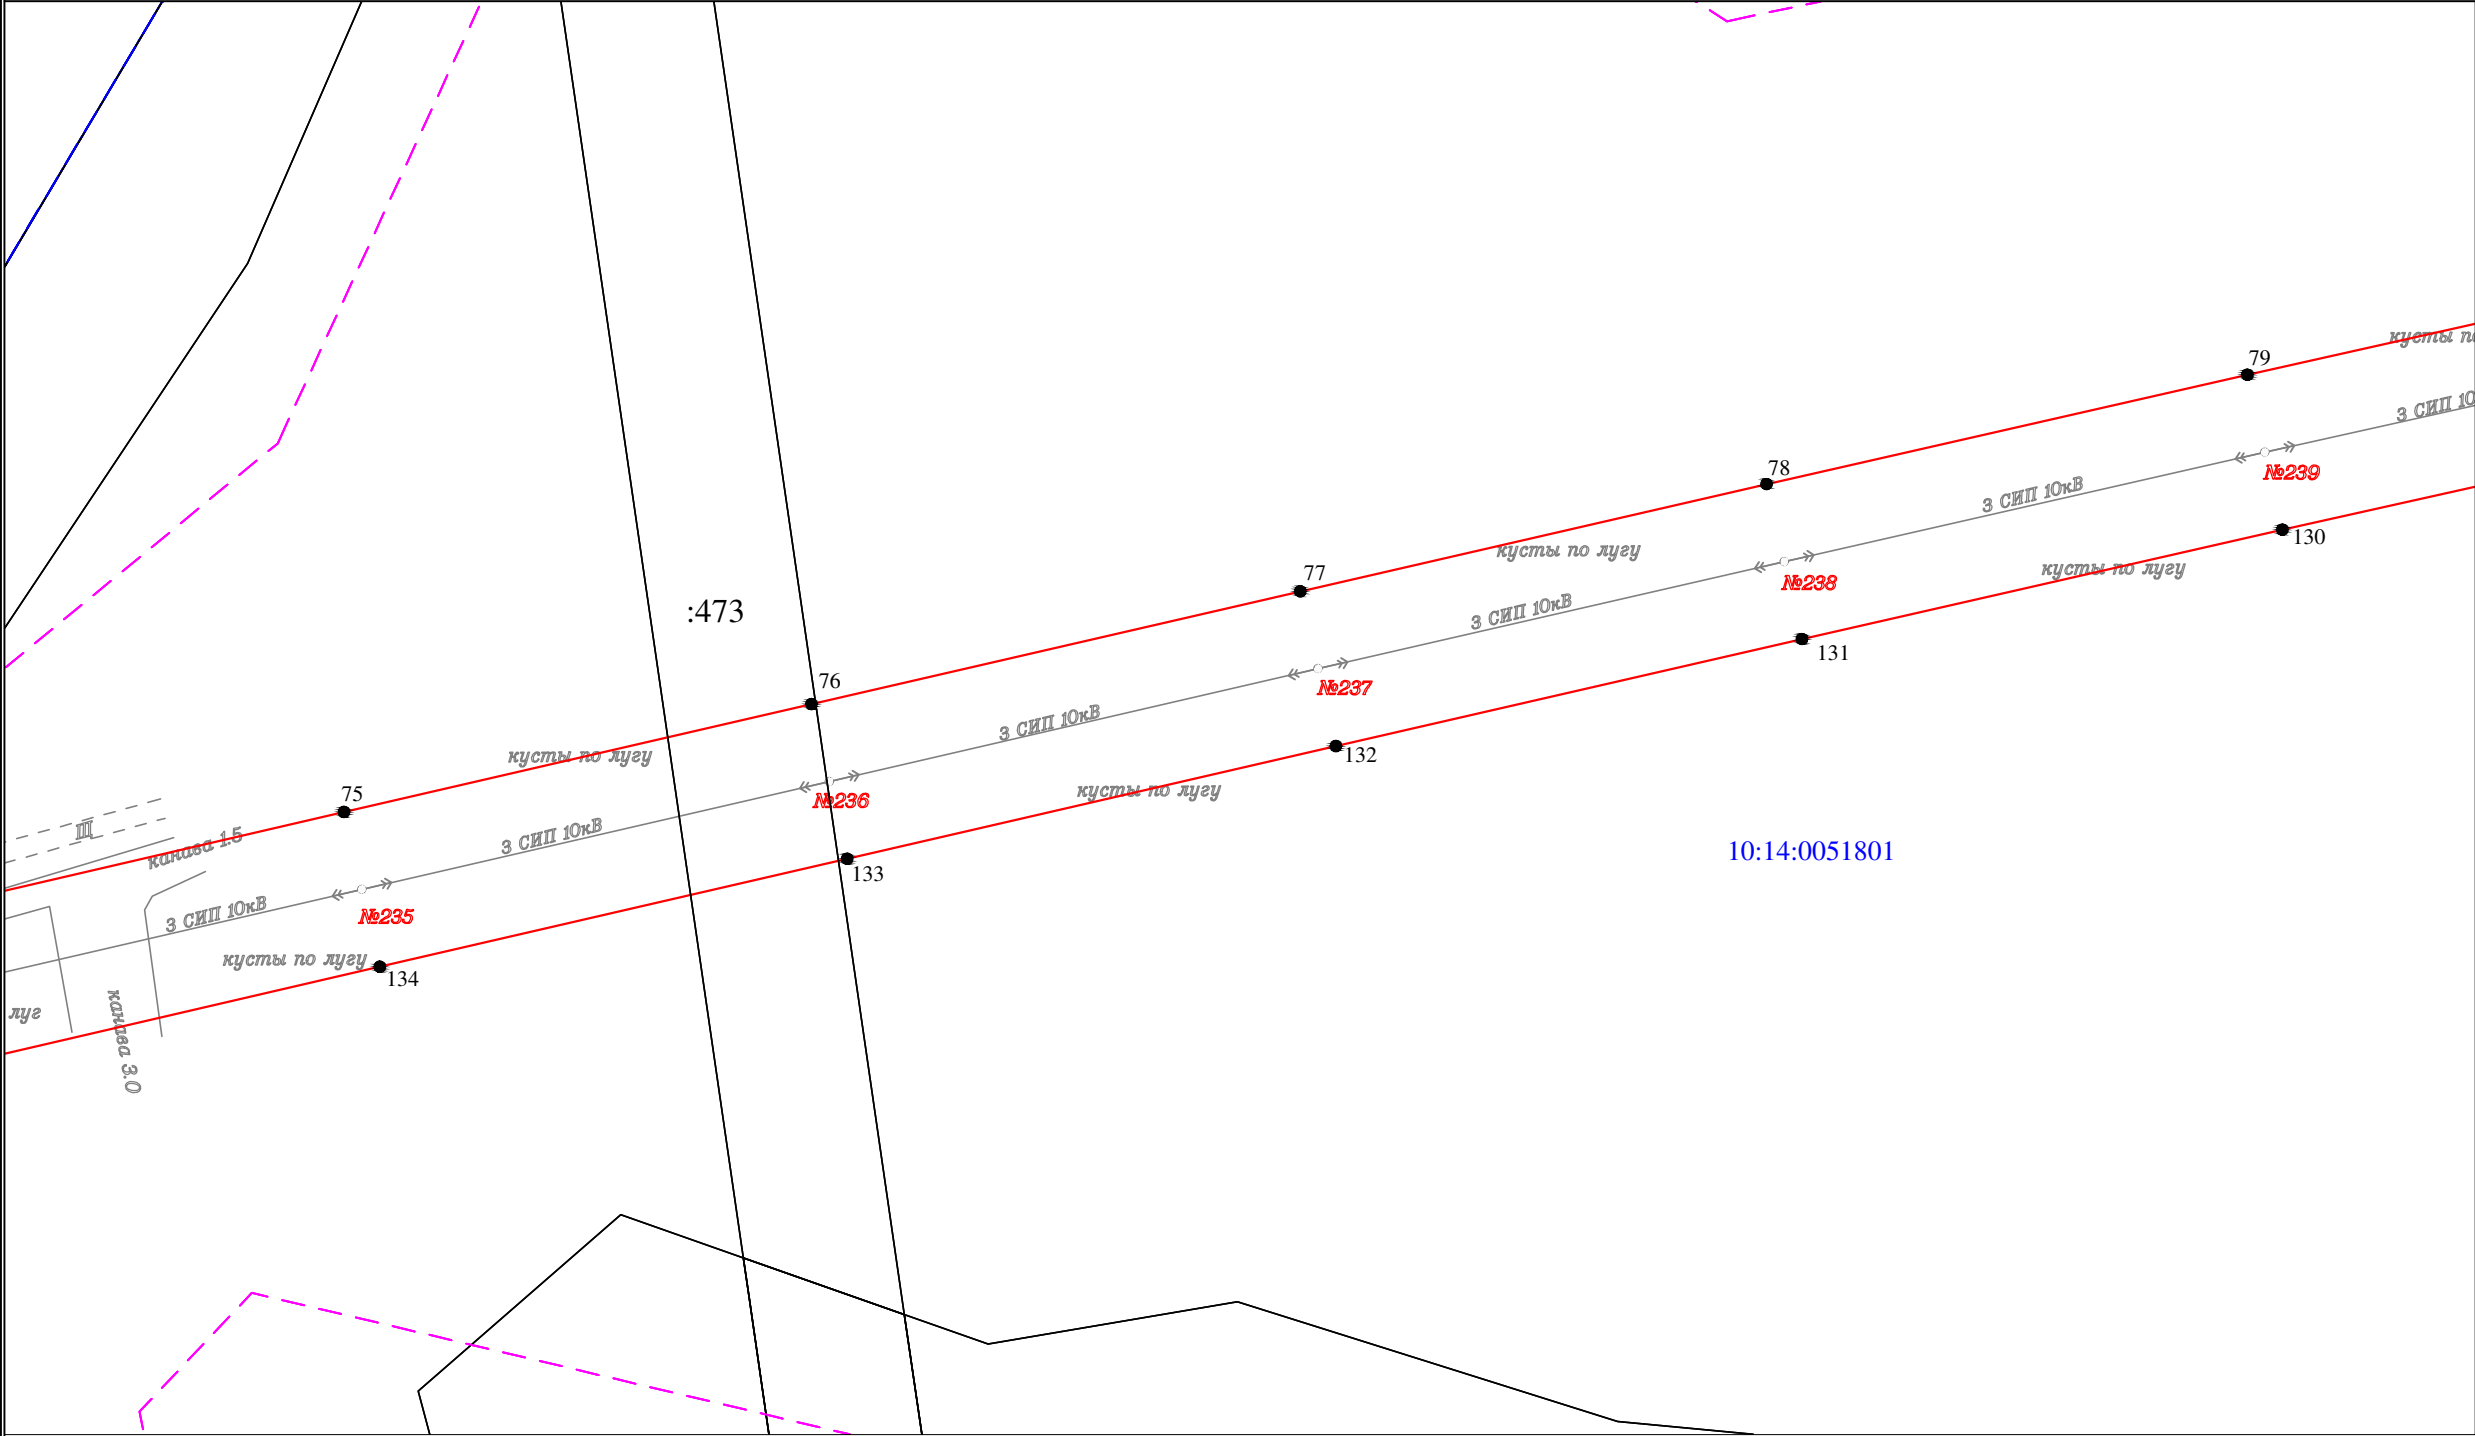 кусты по
79
3 СИП 10
№239
78
3 СИП 10кВ
130
кусты по лугу
кусты по лугу
№238
77
3 СИП 10кВ
:473
131
76
№237
3 СИП 10кВ
132
кусты по лугу
75
№236
кусты по лугу
Щ
канава 1.5
3 СИП 10кВ
10:14:0051801
133
3 СИП 10кВ
№235
кусты по лугу
134
луг
канава 3.0